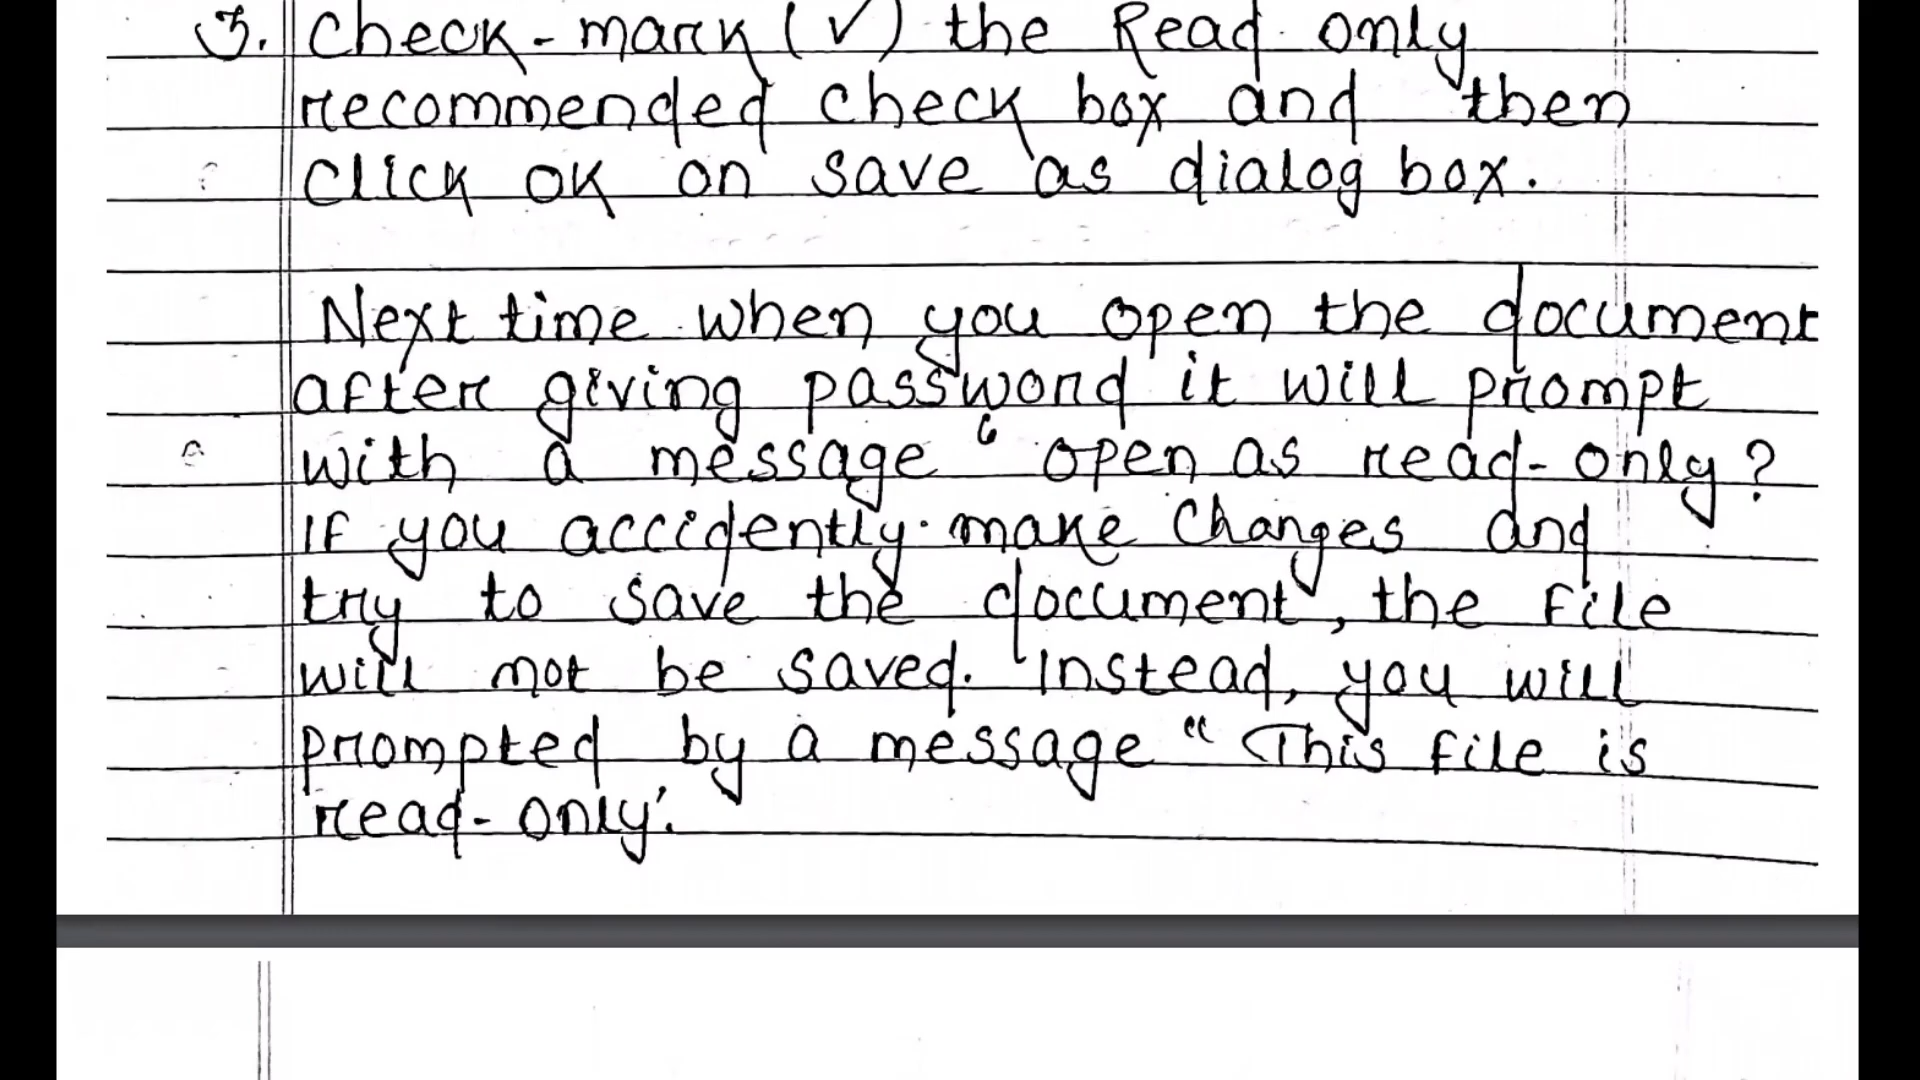 3. Check-mark (✓) the Read only
recommended check box and then
click OK on save as dialog box.
Next time when you open the document
after giving password it will prompt
with a message " open as read-only?
If you accidently make changes and
try to save the document, the file
will not be saved. Instead, you will
prompted by a message " This file is
read-only'.